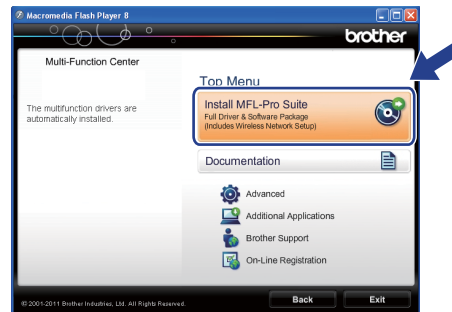 Macromedia Flash Player 8
brother
Multi-Function Center
The multifunction drivers are
automatically installed.
Top Menu
Install MFL-Pro Suite
Full Driver & Software Package
(Includes Wireless Network Setup)
Documentation
Advanced
Additional Applications
Brother Support
On-Line Registration
© 2001-2011 Brother Industries, Ltd. All Rights Reserved.
Back
Exit